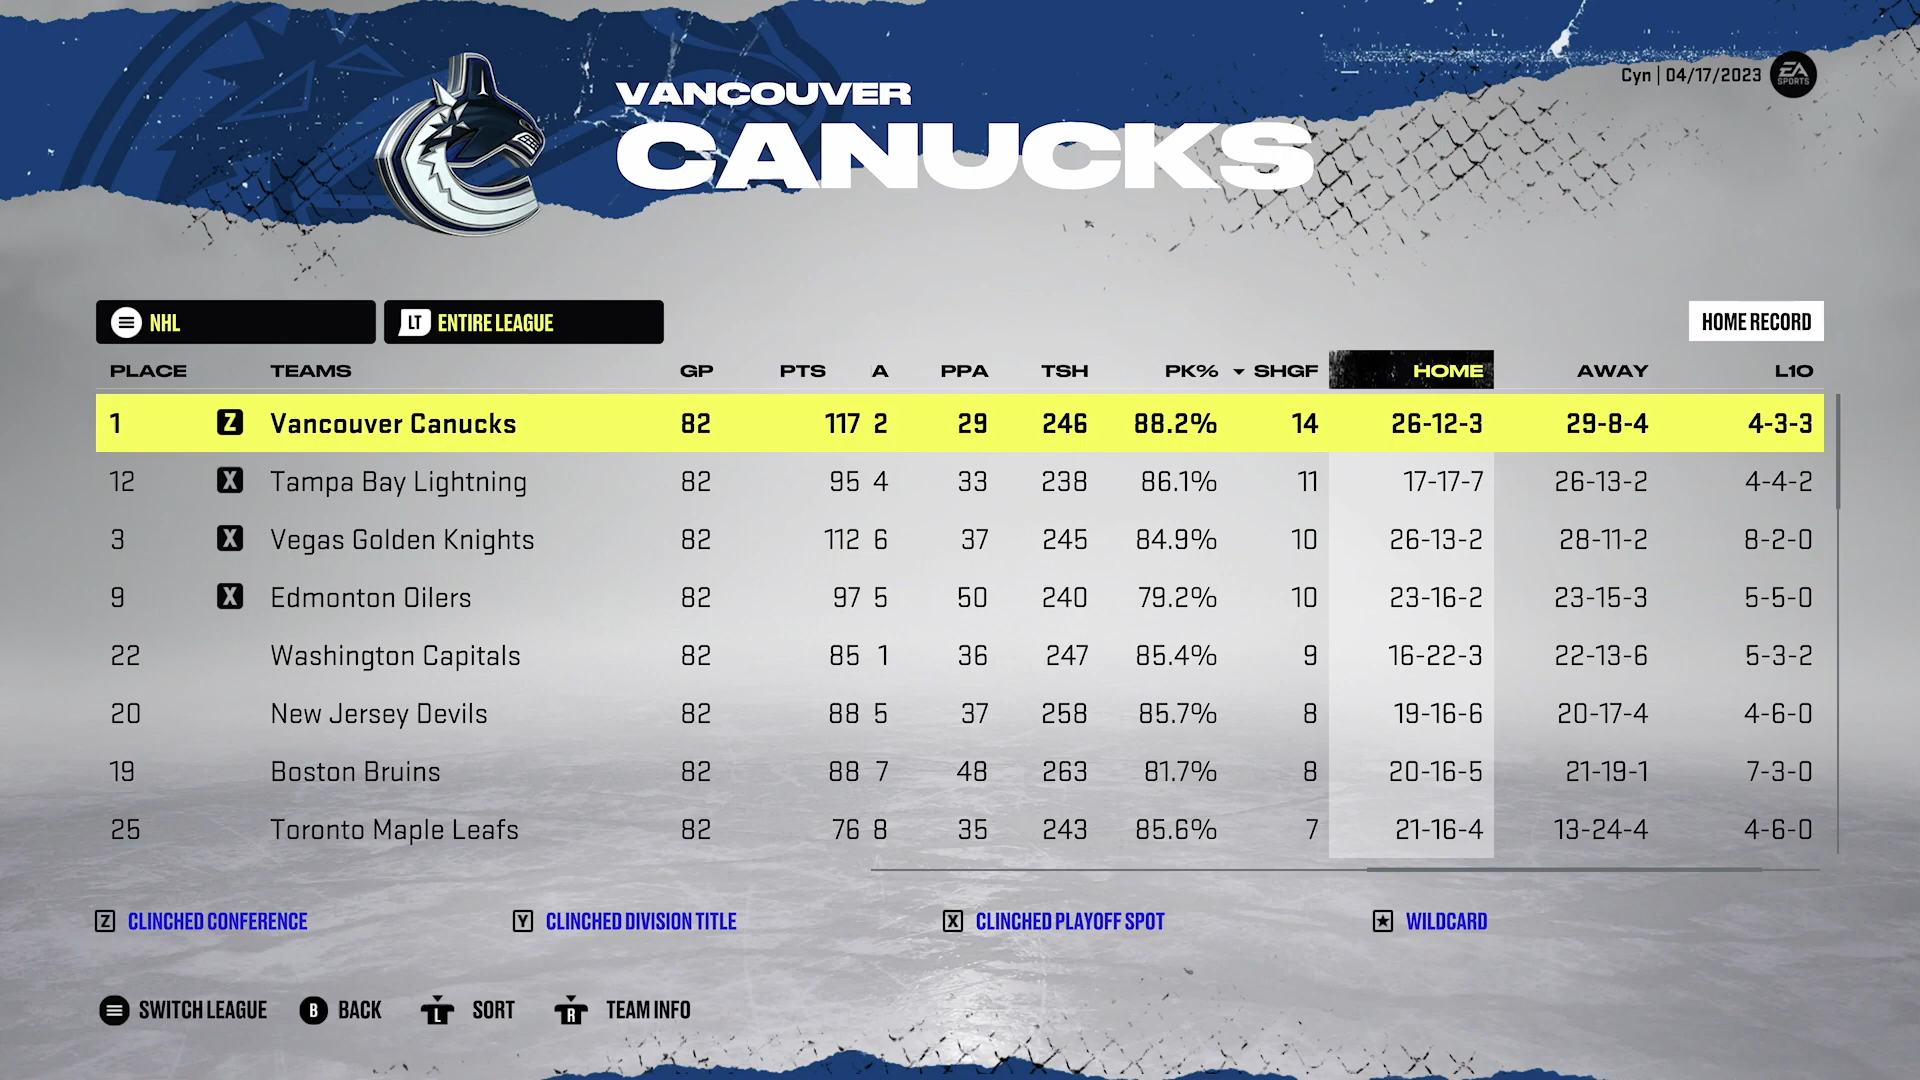 VANCOUVER
CANUCKS
Cyn | 04/17/2023
EA SPORTS
NHL
LT ENTIRE LEAGUE
HOME RECORD
PLACE TEAMS GP PTS A PPA TSH PK% SHGF HOME AWAY L10
1 Z Vancouver Canucks 82 117 2 29 246 88.2% 14 26-12-3 29-8-4 4-3-3
12 X Tampa Bay Lightning 82 95 4 33 238 86.1% 11 17-17-7 26-13-2 4-4-2
3 X Vegas Golden Knights 82 112 6 37 245 84.9% 10 26-13-2 28-11-2 8-2-0
9 X Edmonton Oilers 82 97 5 50 240 79.2% 10 23-16-2 23-15-3 5-5-0
22 Washington Capitals 82 85 1 36 247 85.4% 9 16-22-3 22-13-6 5-3-2
20 New Jersey Devils 82 88 5 37 258 85.7% 8 19-16-6 20-17-4 4-6-0
19 Boston Bruins 82 88 7 48 263 81.7% 8 20-16-5 21-19-1 7-3-0
25 Toronto Maple Leafs 82 76 8 35 243 85.6% 7 21-16-4 13-24-4 4-6-0
Z CLINCHED CONFERENCE Y CLINCHED DIVISION TITLE X CLINCHED PLAYOFF SPOT ★ WILDCARD
SWITCH LEAGUE B BACK L SORT R TEAM INFO